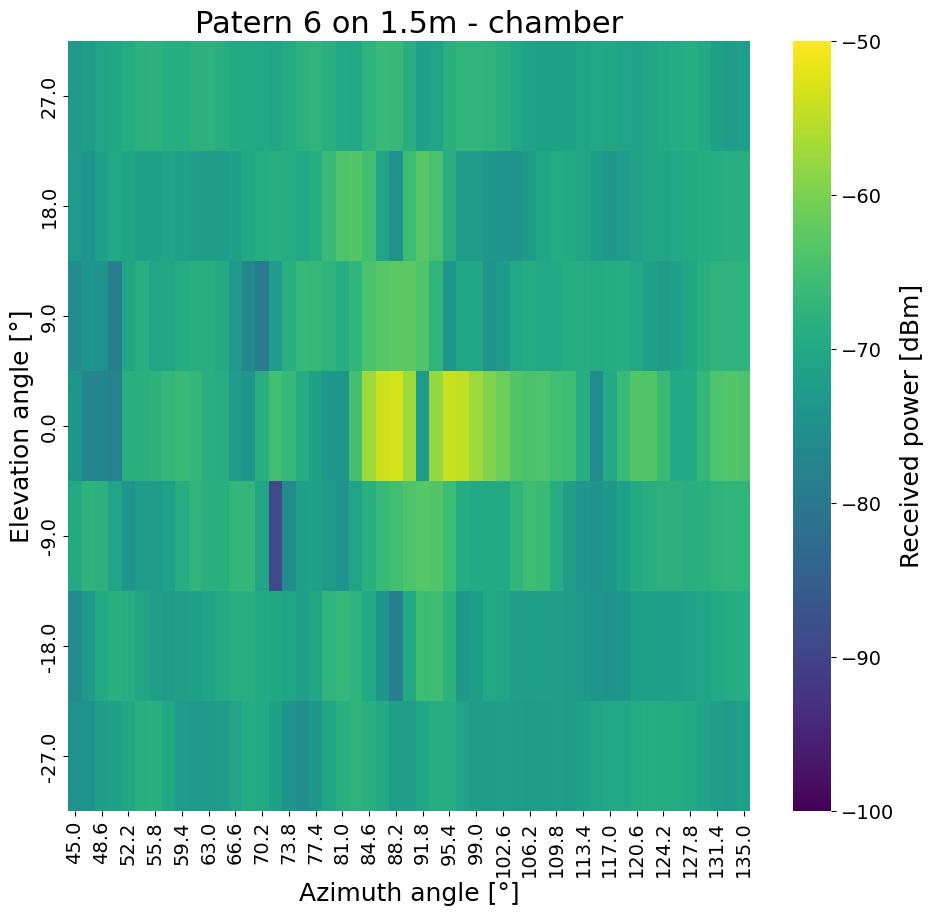 Patern 6 on 1.5m - chamber
Elevation angle [°]
27.0
18.0
9.0
0.0
-9.0
-18.0
-27.0
45.0 48.6 52.2 55.8 59.4 63.0 66.6 70.2 73.8 77.4 81.0 84.6 88.2 91.8 95.4 99.0 102.6 106.2 109.8 113.4 117.0 120.6 124.2 127.8 131.4 135.0
Azimuth angle [°]
−50
−60
−70
−80
−90
−100
Received power [dBm]